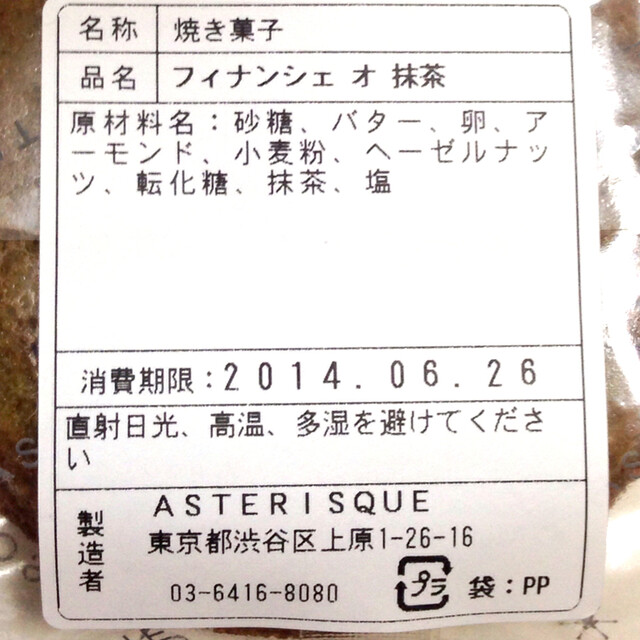 名称 焼き菓子
品名 フィナンシェ オ 抹茶
原材料名：砂糖、バター、卵、ア
ーモンド、小麦粉、ヘーゼルナッ
ツ、転化糖、抹茶、塩
消費期限：2014.06.26
直射日光、高温、多湿を避けてくださ
い
製造者
ASTERISQUE
東京都渋谷区上原1-26-16
03-6416-8080
プラ 袋：PP